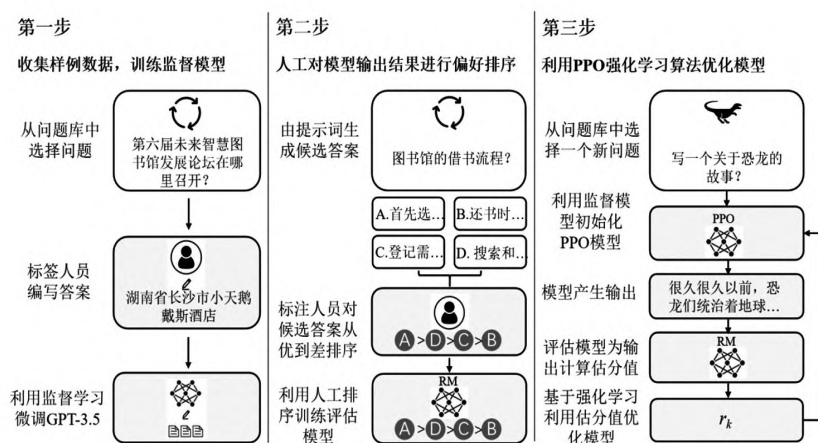 第一步
收集样例数据，训练监督模型
从问题库中
选择问题
第六届未来智慧图
书馆发展论坛在哪
里召开？
标签人员
编写答案
湖南省长沙市小天鹅
戴斯酒店
利用监督学习
微调GPT-3.5
第二步
人工对模型输出结果进行偏好排序
由提示词生
成候选答案
图书馆的借书流程？
A.首先选...
B.还书时...
C.登记需...
D. 搜索和...
标注人员对
候选答案从
优到差排序
A>D>C>B
利用人工排
序训练评估
模型
RM
A>D>C>B
第三步
利用PPO强化学习算法优化模型
从问题库中选
择一个新问题
写一个关于恐龙的
故事？
利用监督模
型初始化
PPO模型
PPO
模型产生输出
很久很久以前，恐
龙们统治着地球...
评估模型为输
出计算估分值
RM
基于强化学习
利用估分值优
化模型
rk